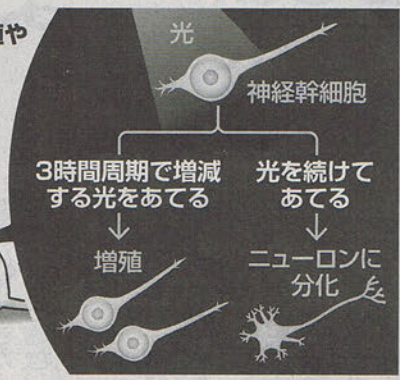 や
光
神経幹細胞
3時間周期で増減
する光をあてる
↓
増殖
光を続けて
あてる
↓
ニューロンに
分化